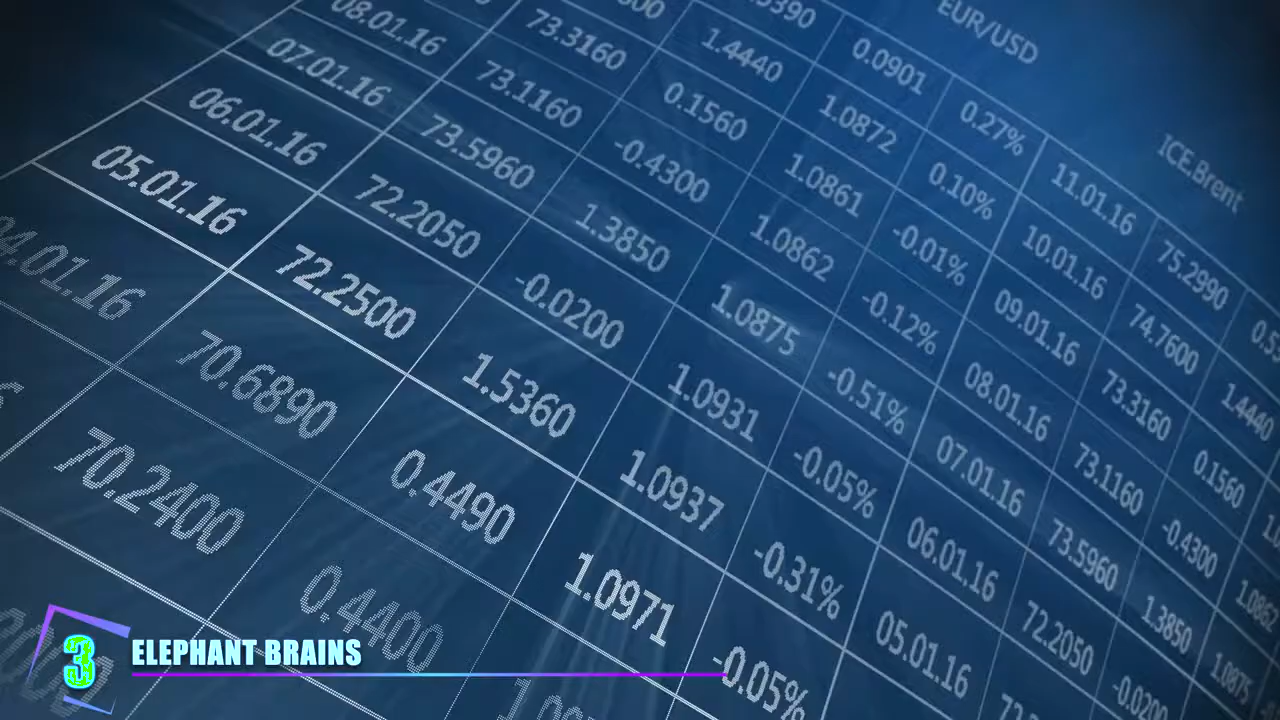 EUR/USD
ICE.Brent
0.0901 0.27% 11.01.16 75.2990
1.4440 1.0872 0.10% 10.01.16 74.7600 1.4440
73.3160 0.1560 1.0861 -0.01% 09.01.16 73.3160 0.1560
08.01.16 73.1160 -0.4300 1.0862 -0.12% 08.01.16 73.1160 -0.4300 1.0862
07.01.16 73.5960 1.3850 1.0875 -0.51% 07.01.16 73.5960 1.3850 1.0875
06.01.16 72.2050 -0.0200 1.0931 -0.05% 06.01.16 72.2050 -0.0200
05.01.16 72.2500 1.5360 1.0937 -0.31% 05.01.16
04.01.16 70.6890 0.4490 1.0971 -0.05%
70.2400 0.4400
3 ELEPHANT BRAINS